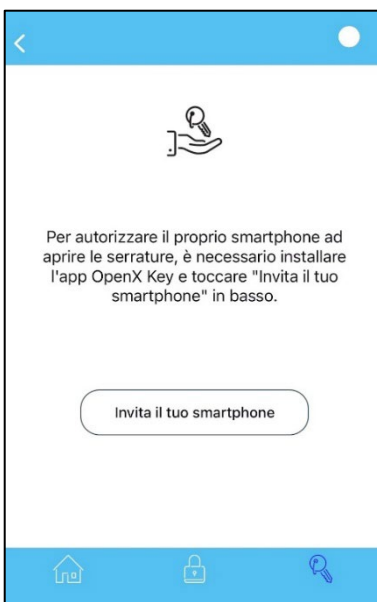 Per autorizzare il proprio smartphone ad
aprire le serrature, è necessario installare
l'app OpenX Key e toccare "Invita il tuo
smartphone" in basso.
Invita il tuo smartphone